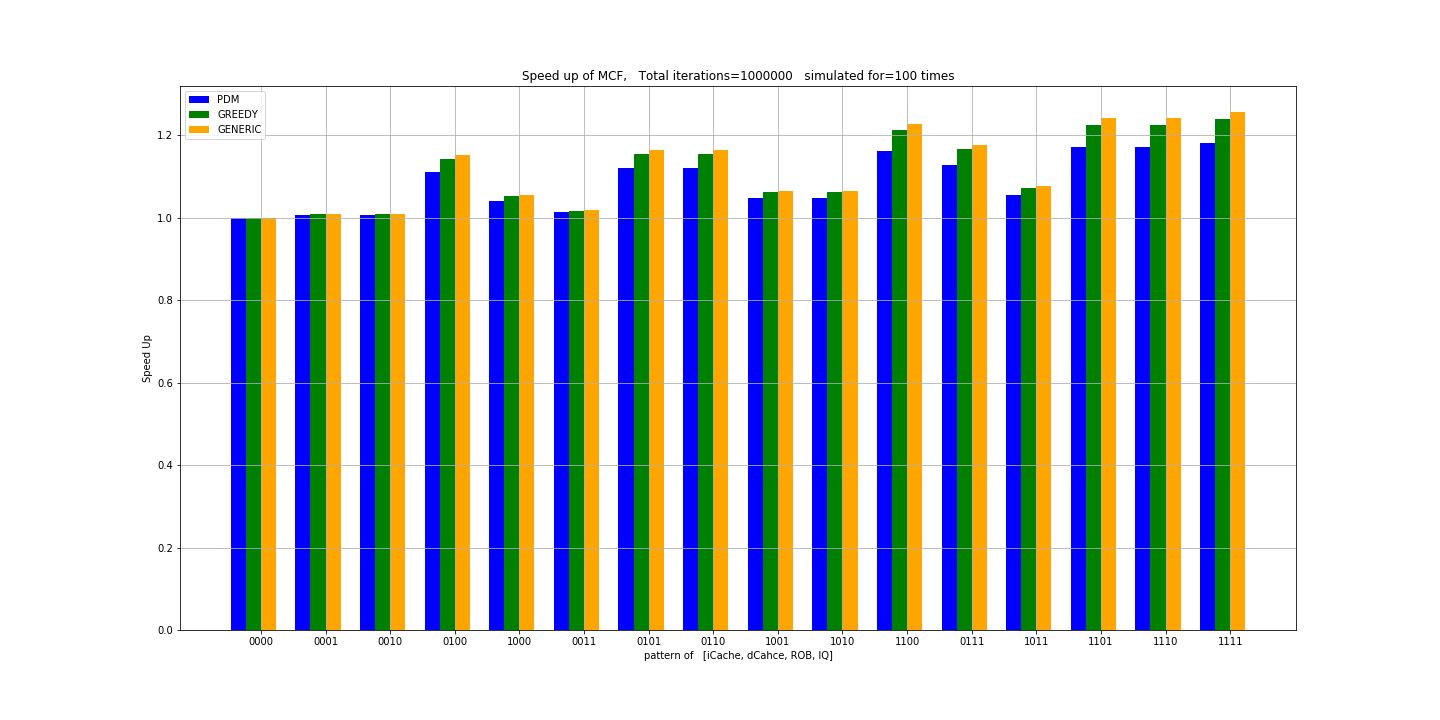 Speed up of MCF,   Total iterations=1000000   simulated for=100 times
PDM
GREEDY
GENERIC
1.2
1.0
0.8
0.6
0.4
0.2
0.0
Speed Up
0000 0001 0010 0100 1000 0011 0101 0110 1001 1010 1100 0111 1011 1101 1110 1111
pattern of   [iCache, dCahce, ROB, IQ]